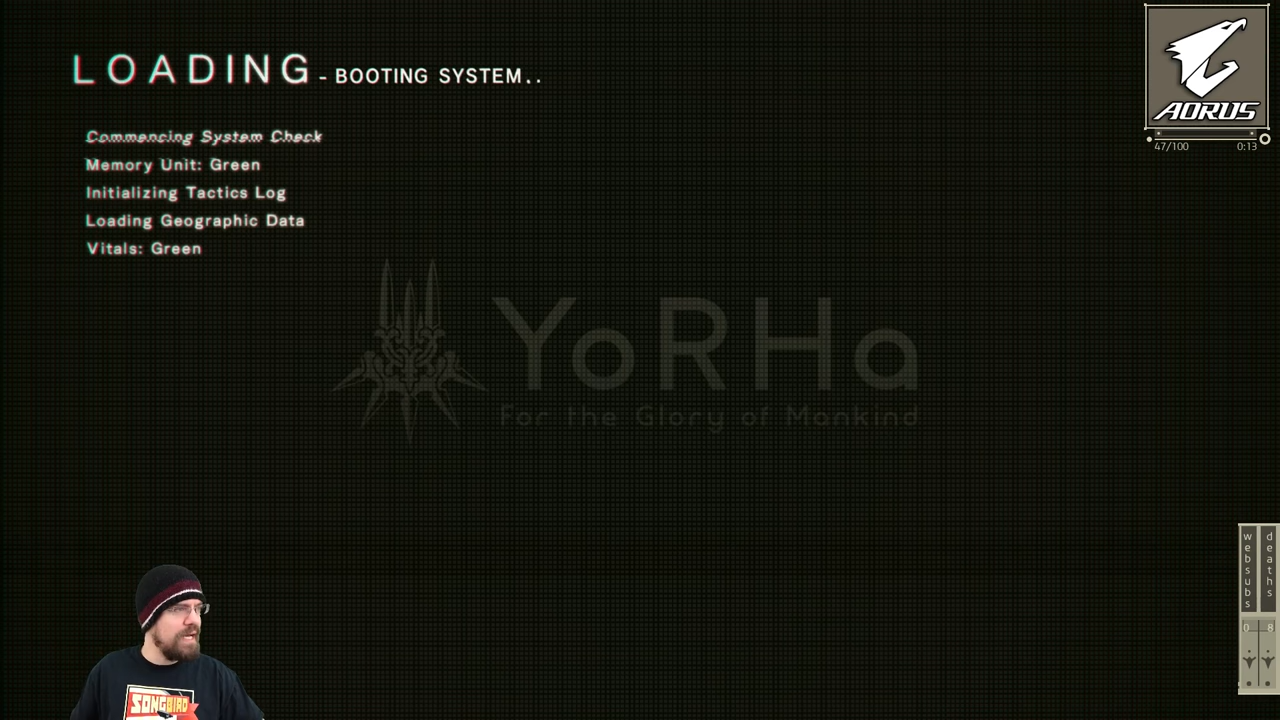 LOADING - BOOTING SYSTEM..
Commencing System Check
Memory Unit: Green
Initializing Tactics Log
Loading Geographic Data
Vitals: Green
YoRHa
For the Glory of Mankind
AORUS
47/100 0:13
websubs deaths
0 8
SONGBIRD